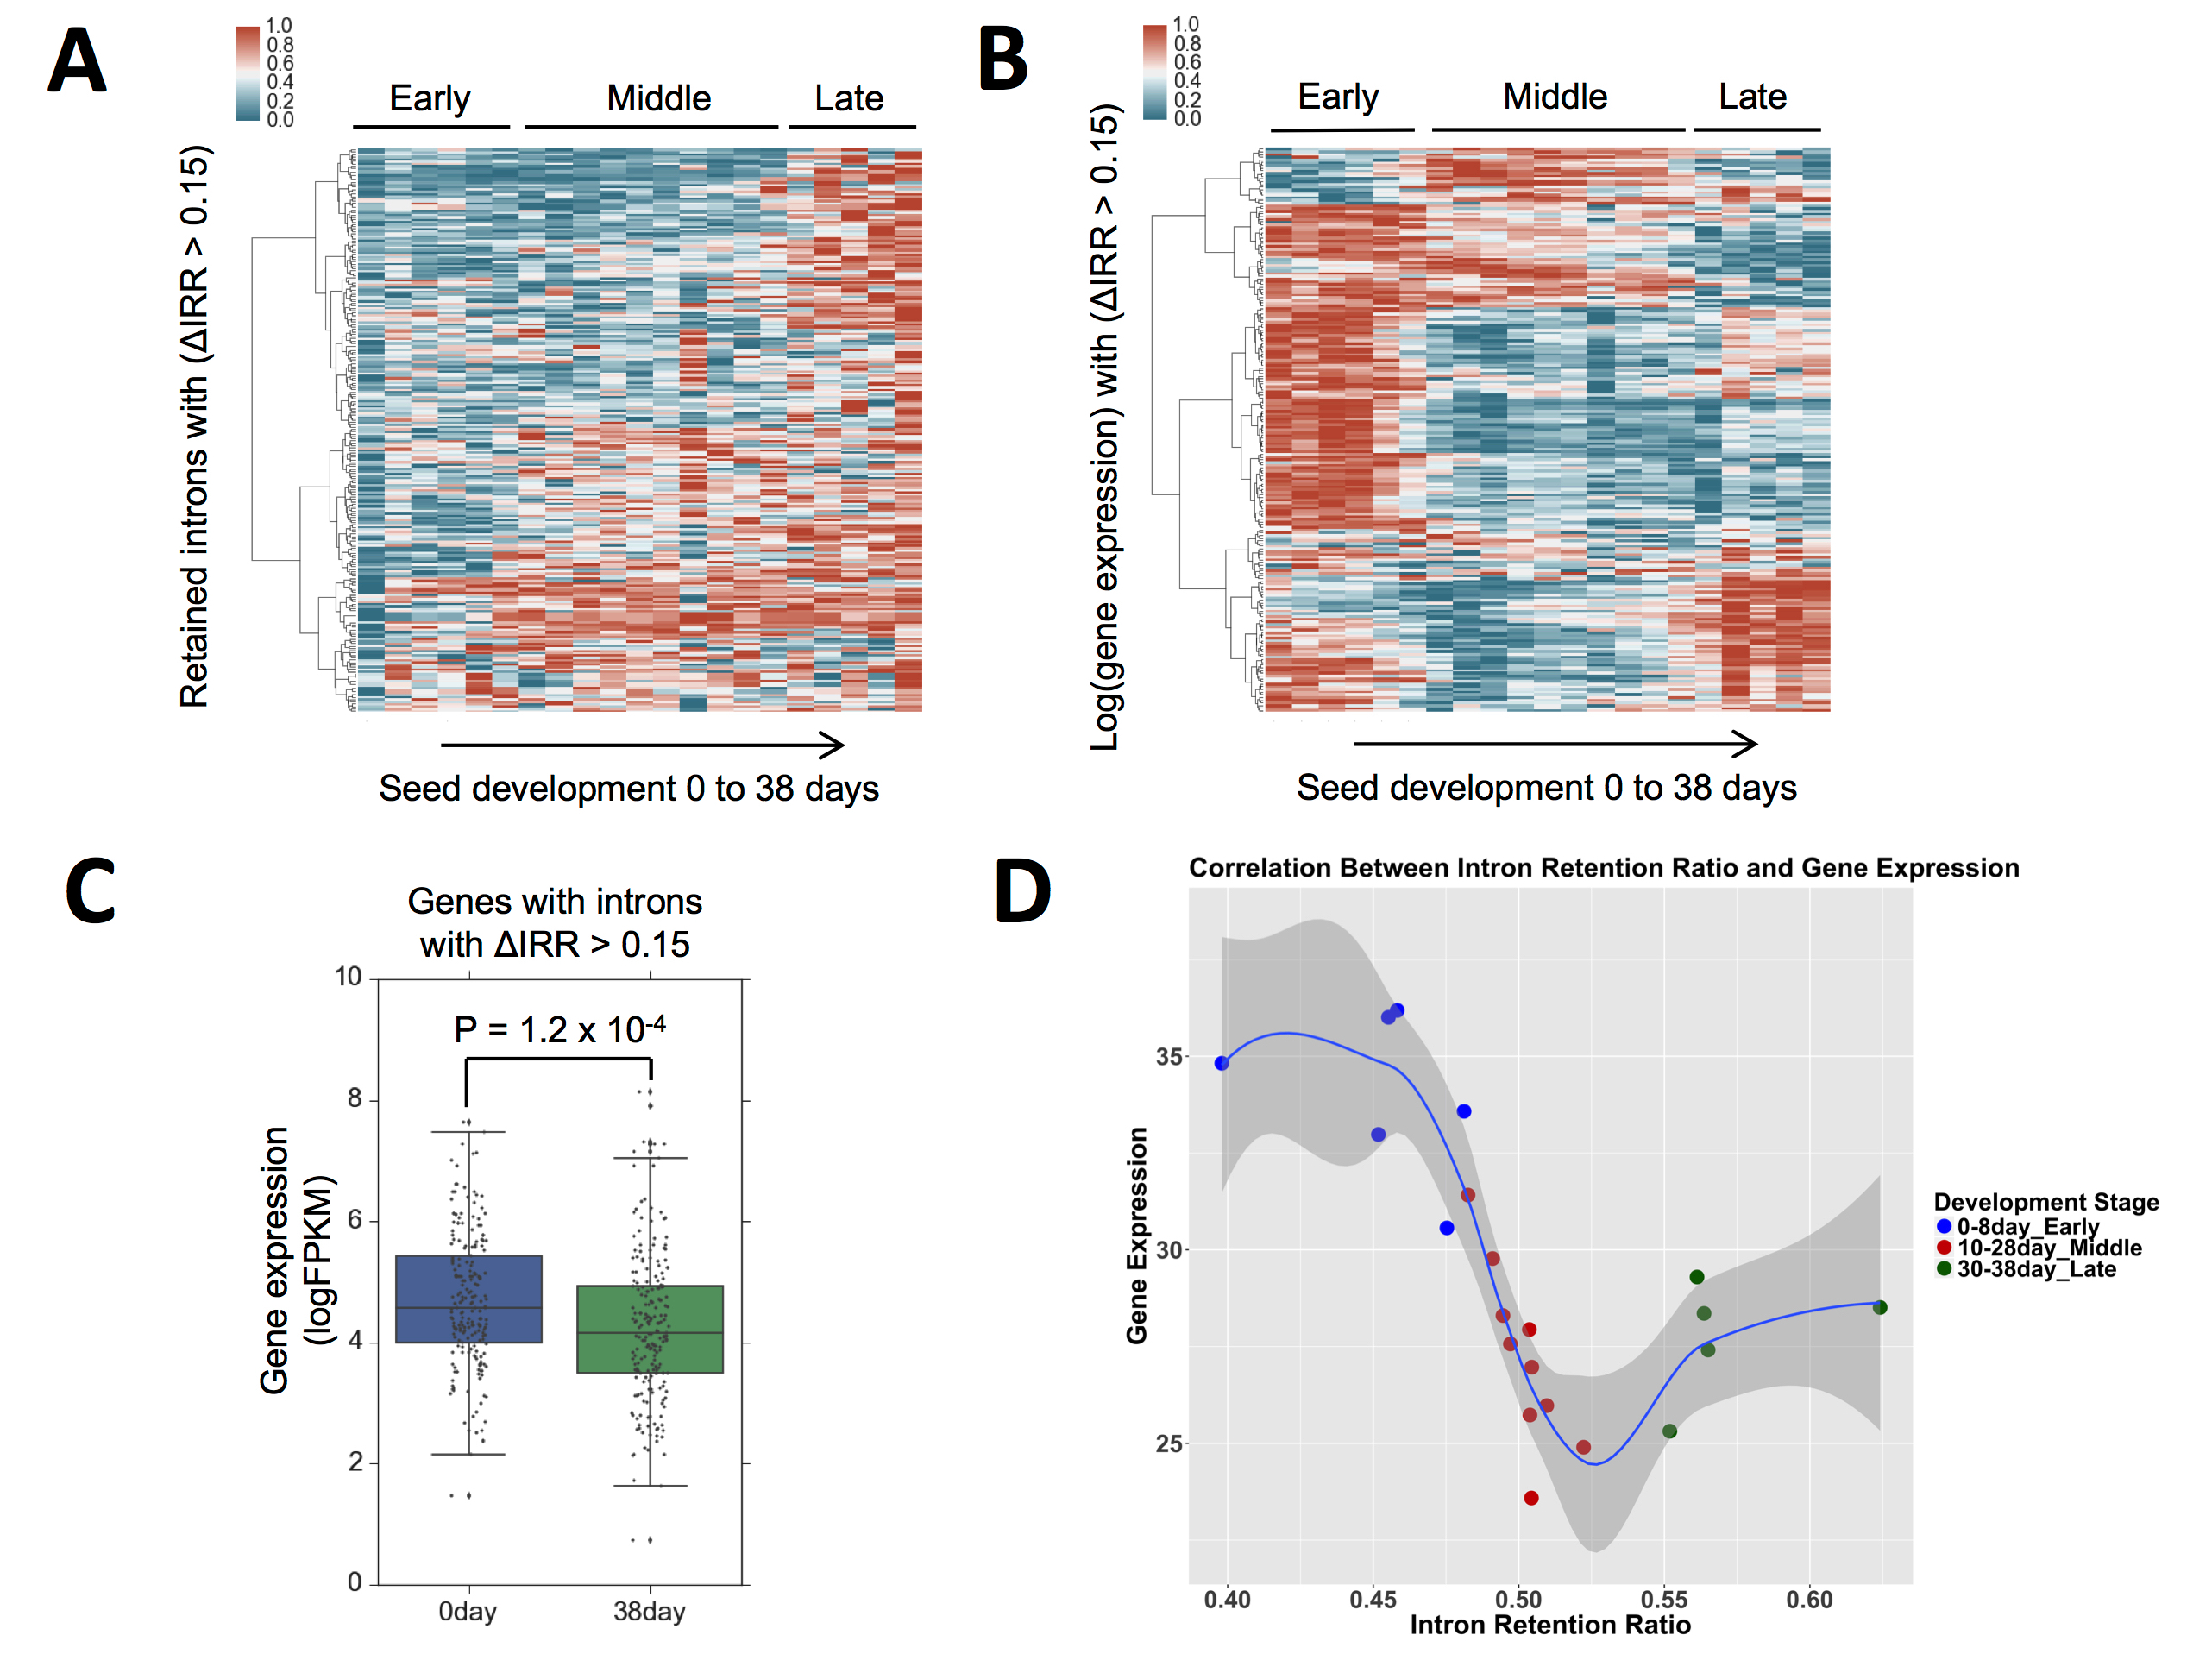 A
1.0
0.8
0.6
0.4
0.2
0.0
Early Middle Late
Retained introns with (ΔIRR > 0.15)
Seed development 0 to 38 days
B
1.0
0.8
0.6
0.4
0.2
0.0
Early Middle Late
Log(gene expression) with (ΔIRR > 0.15)
Seed development 0 to 38 days
C
Genes with introns
with ΔIRR > 0.15
P = 1.2 x 10-4
Gene expression
(logFPKM)
10
8
6
4
2
0
0day 38day
D
Correlation Between Intron Retention Ratio and Gene Expression
Gene Expression
35
30
25
0.40 0.45 0.50 0.55 0.60
Intron Retention Ratio
Development Stage
0-8day_Early
10-28day_Middle
30-38day_Late